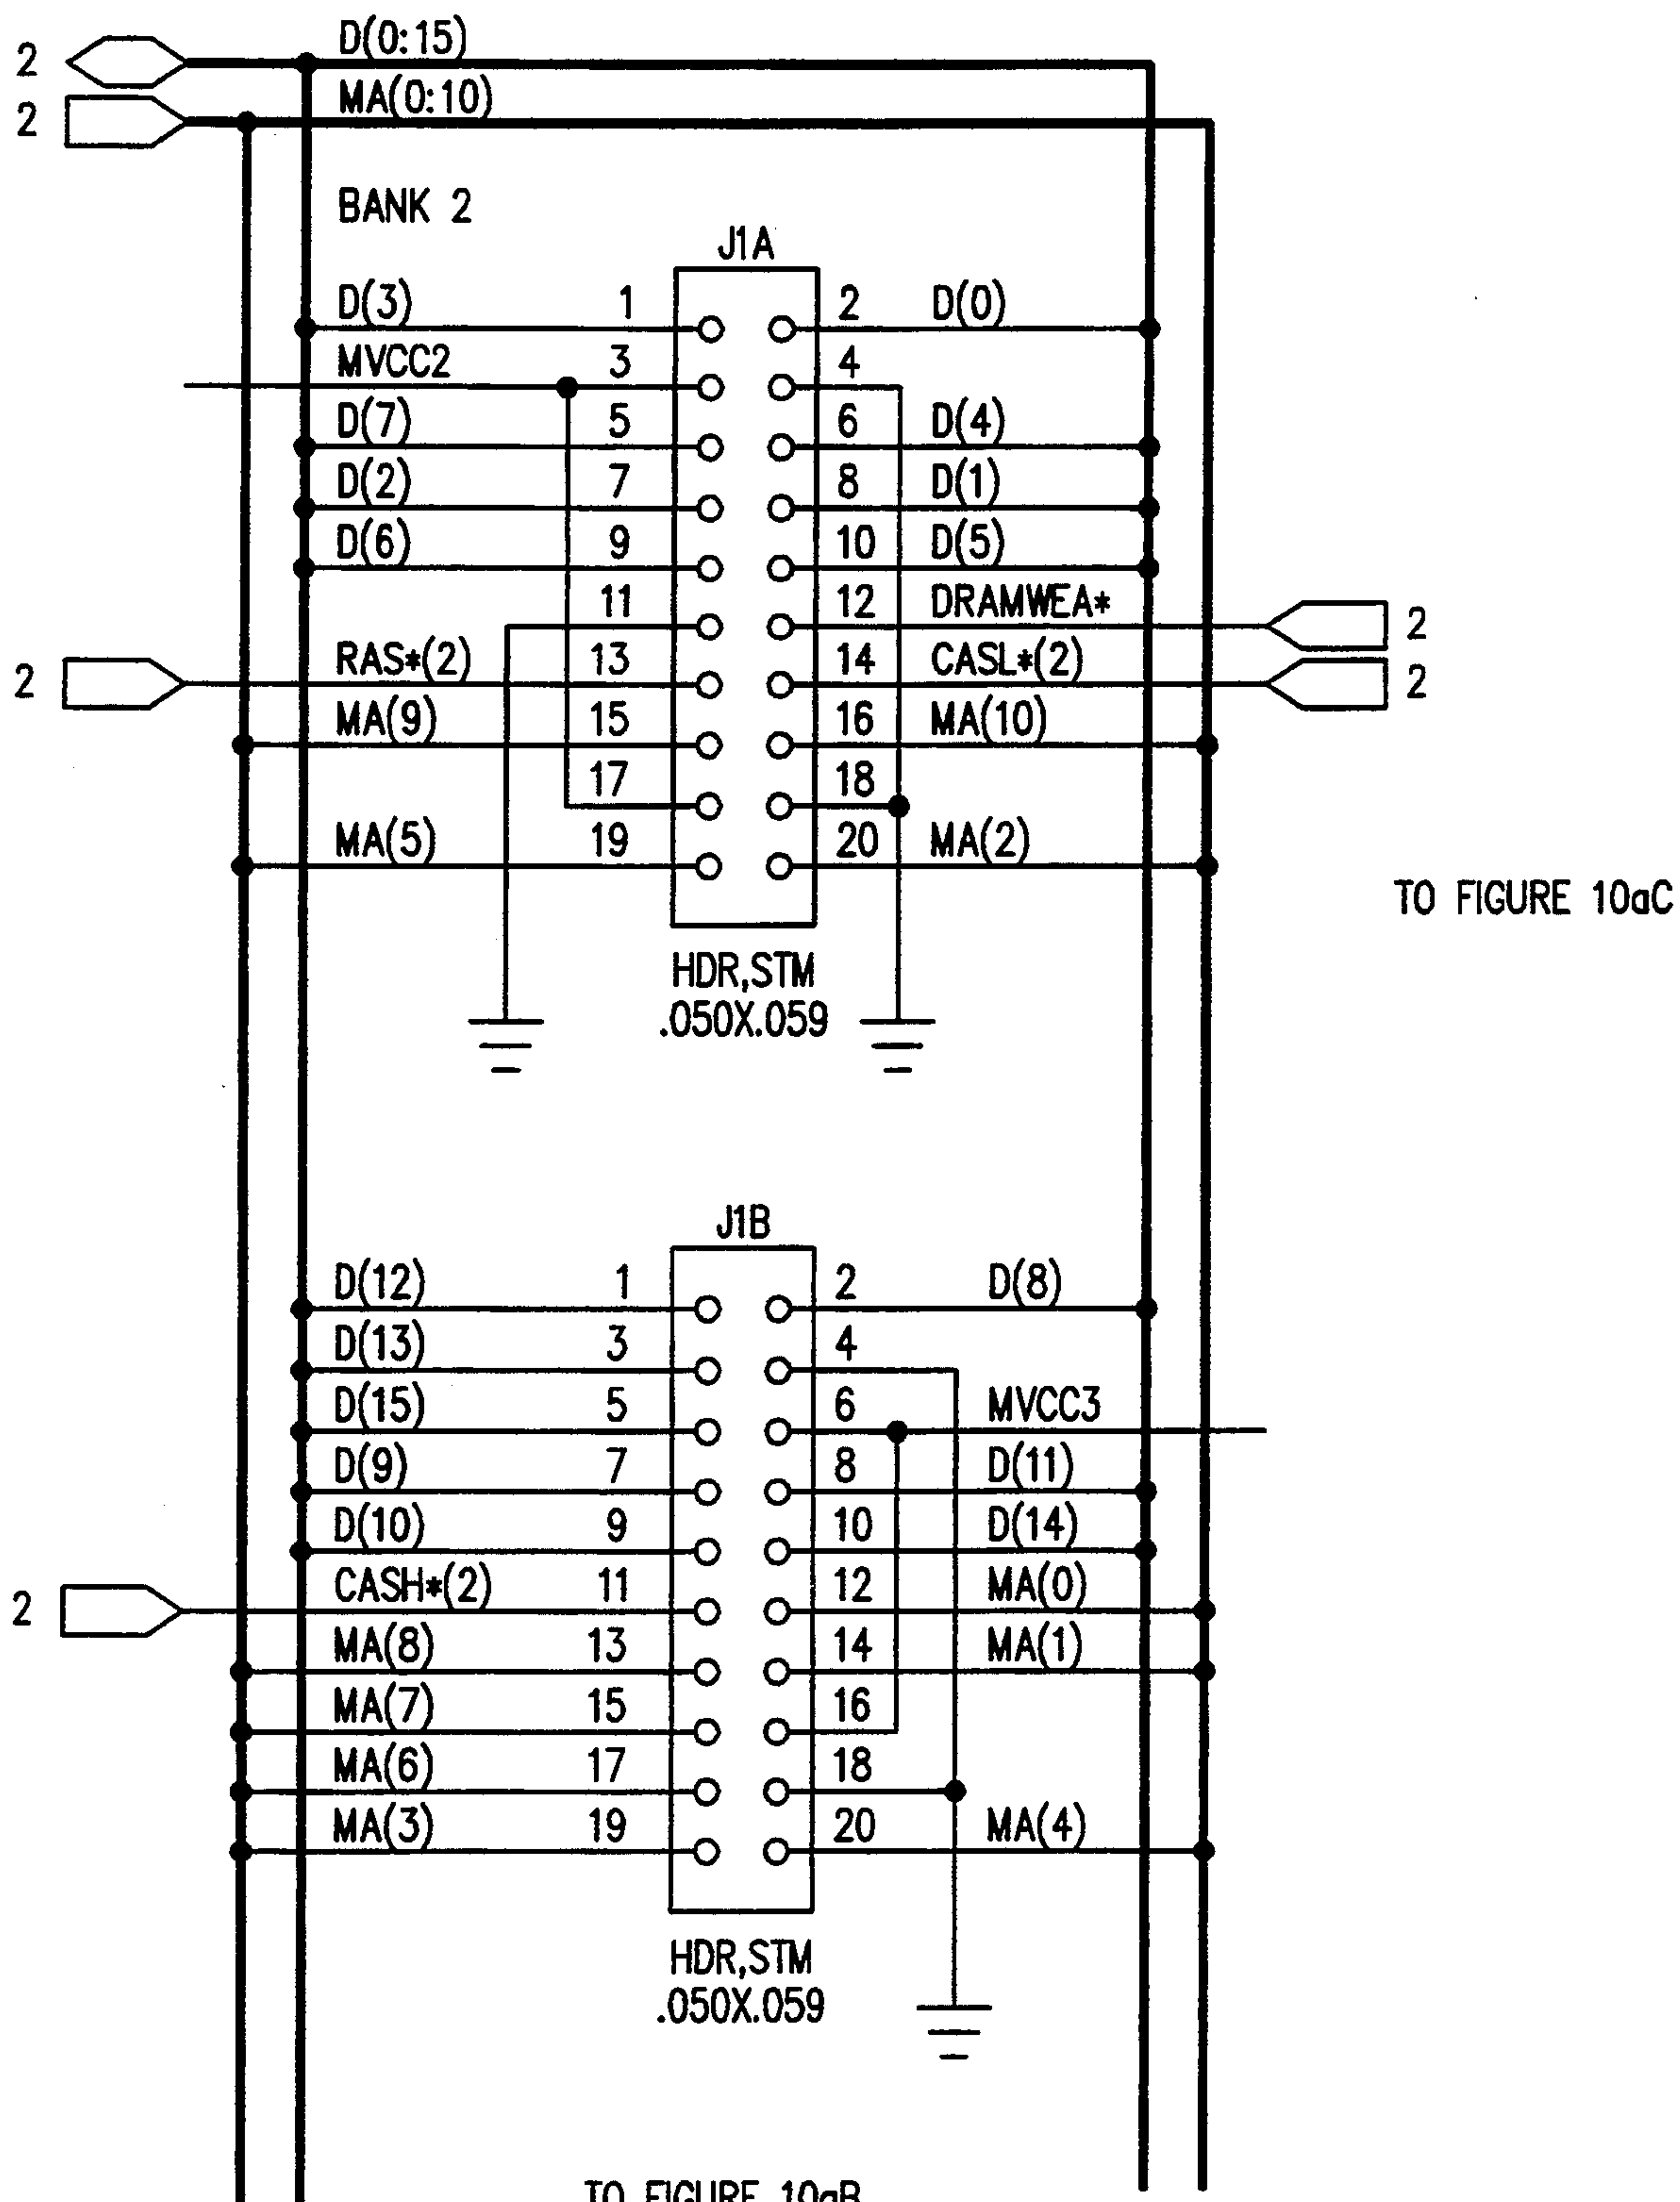 2 D(0:15)
2 MA(0:10)
BANK 2
J1A
D(3) 1 2 D(0)
MVCC2 3 4
D(7) 5 6 D(4)
D(2) 7 8 D(1)
D(6) 9 10 D(5)
11 12 DRAMWEA* 2
2 RAS*(2) 13 14 CASL*(2) 2
MA(9) 15 16 MA(10)
17 18
MA(5) 19 20 MA(2)
TO FIGURE 10aC
HDR,STM
.050X.059
J1B
D(12) 1 2 D(8)
D(13) 3 4
D(15) 5 6 MVCC3
D(9) 7 8 D(11)
D(10) 9 10 D(14)
2 CASH*(2) 11 12 MA(0)
MA(8) 13 14 MA(1)
MA(7) 15 16
MA(6) 17 18
MA(3) 19 20 MA(4)
HDR,STM
.050X.059
TO FIGURE 10aB